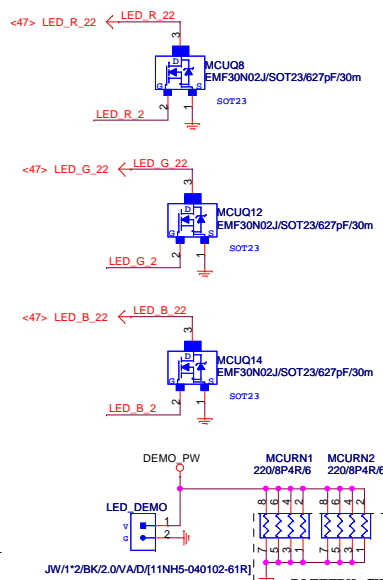 LED_R_22
<47> LED_R_22
3
D
MCUQ8
EMF30N02J/SOT23/627pF/30m
G
S
SOT23
2
1
LED_R_2
LED_G_22
<47> LED_G_22
3
D
MCUQ12
EMF30N02J/SOT23/627pF/30m
G
S
SOT23
2
1
LED_G_2
LED_B_22
<47> LED_B_22
3
D
MCUQ14
EMF30N02J/SOT23/627pF/30m
G
S
SOT23
2
1
LED_B_2
DEMO_PW
MCURN1 MCURN2
220/8P4R/6 220/8P4R/6
8 6 4 2 8 6 4 2
LED_DEMO
V 1
G 2
7 5 3 1 7 5 3 1
JW/1*2/BK/2.0/VA/D/[11NH5-040102-61R]